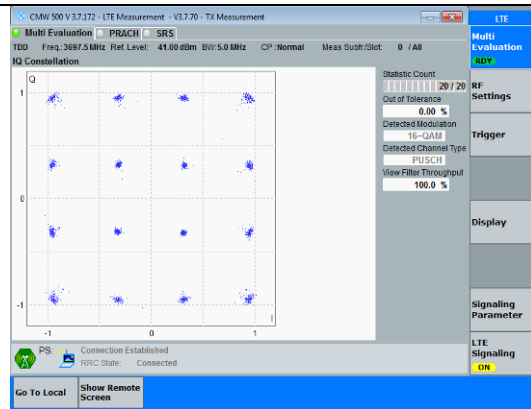 CMW 500 V 3.7.172 - LTE Measurement - V3.7.70 - TX Measurement
LTE
Multi Evaluation PRACH SRS
Multi Evaluation
RDY
TDD Freq.: 3697.5 MHz Ref. Level: 41.00 dBm BW: 5.0 MHz CP : Normal Meas Subfr./Slot: 0 / All
IQ Constellation
Q
1
0
-1
I
-1 0 1
Statistic Count
20 / 20
Out of Tolerance
0.00 %
Detected Modulation
16-QAM
Detected Channel Type
PUSCH
View Filter Throughput
100.0 %
RF
Settings
Trigger
Display
Signaling
Parameter
LTE
Signaling
ON
PS: Connection Established
RRC State: Connected
Go To Local
Show Remote
Screen